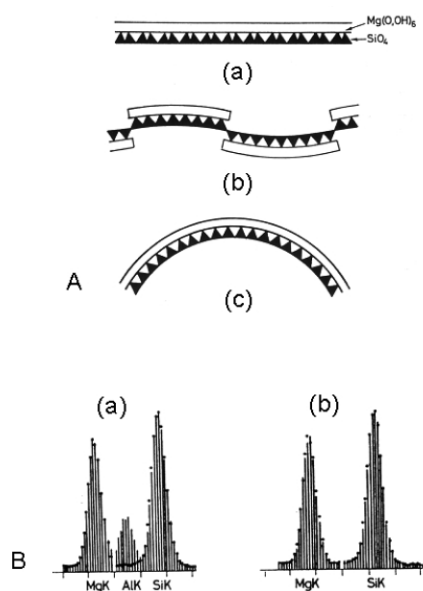 Mg(O,OH)6
SiO4
(a)
(b)
A
(c)
(a)
(b)
B
MgK AlK SiK
MgK SiK